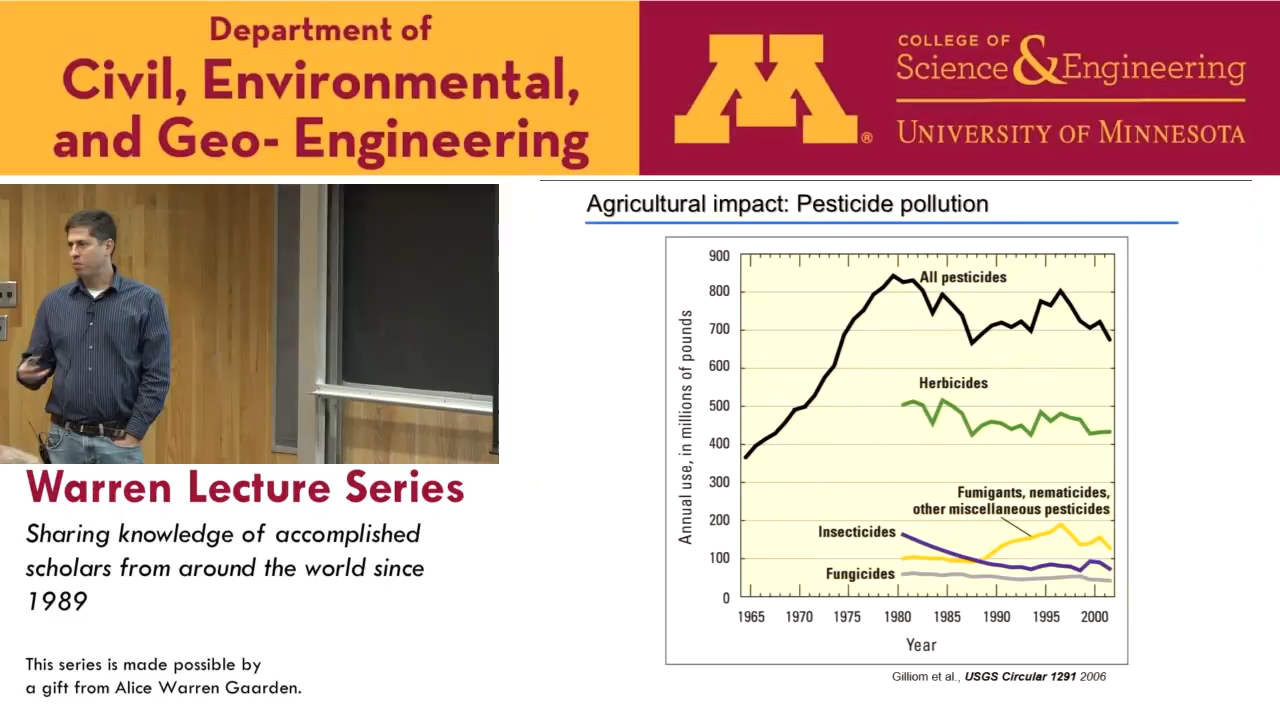 Department of
Civil, Environmental,
and Geo- Engineering
M®
COLLEGE OF
Science & Engineering
UNIVERSITY OF MINNESOTA
Agricultural impact: Pesticide pollution
Annual use, in millions of pounds
900
800
700
600
500
400
300
200
100
0
All pesticides
Herbicides
Fumigants, nematicides,
other miscellaneous pesticides
Insecticides
Fungicides
1965 1970 1975 1980 1985 1990 1995 2000
Year
Gilliom et al., USGS Circular 1291 2006
Warren Lecture Series
Sharing knowledge of accomplished
scholars from around the world since
1989
This series is made possible by
a gift from Alice Warren Gaarden.